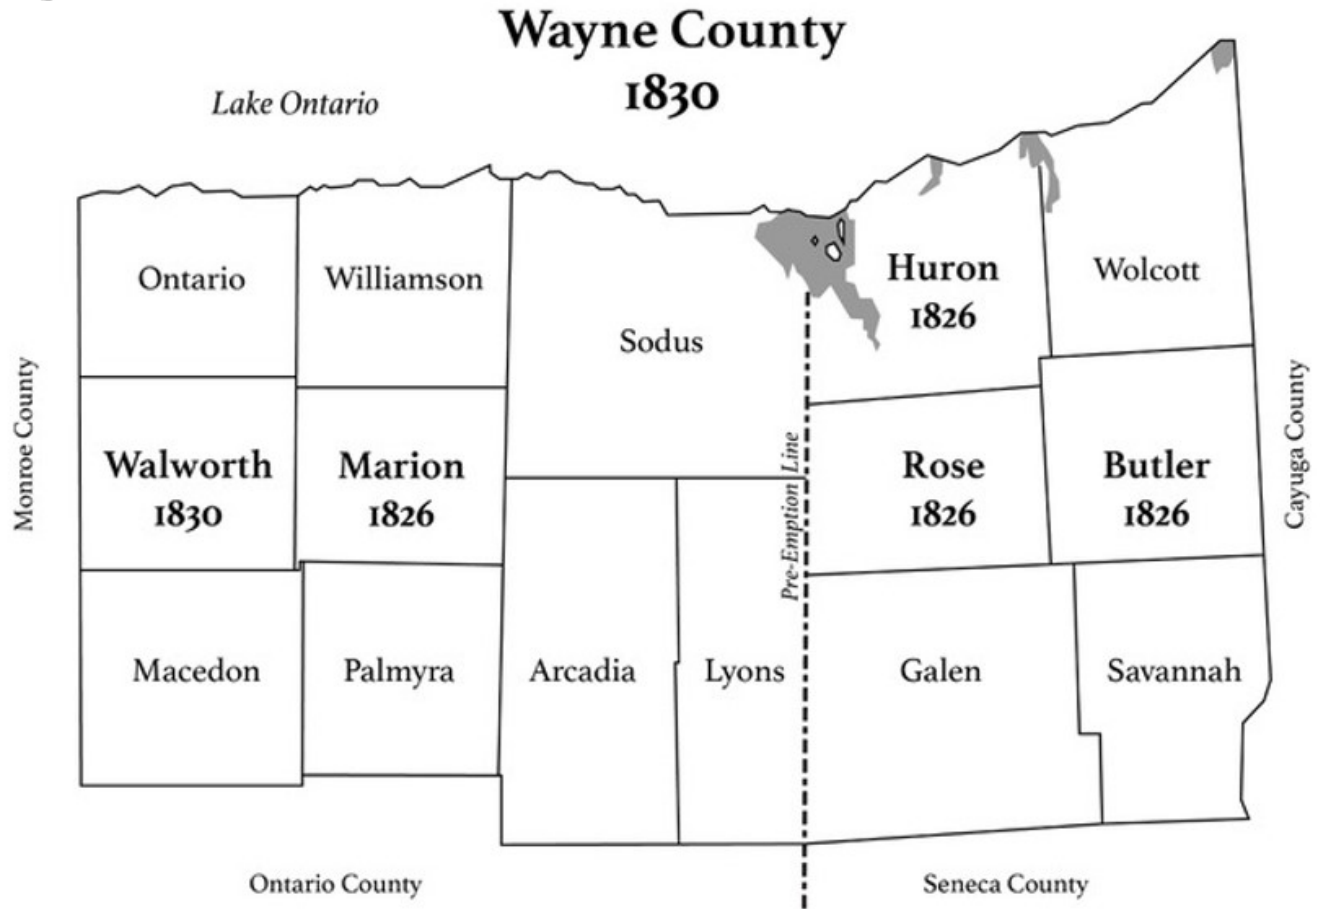 Wayne County
1830
Lake Ontario
Ontario
Williamson
Sodus
Huron
1826
Wolcott
Monroe County
Walworth
1830
Marion
1826
Pre-Emption Line
Rose
1826
Butler
1826
Cayuga County
Macedon
Palmyra
Arcadia
Lyons
Galen
Savannah
Ontario County
Seneca County